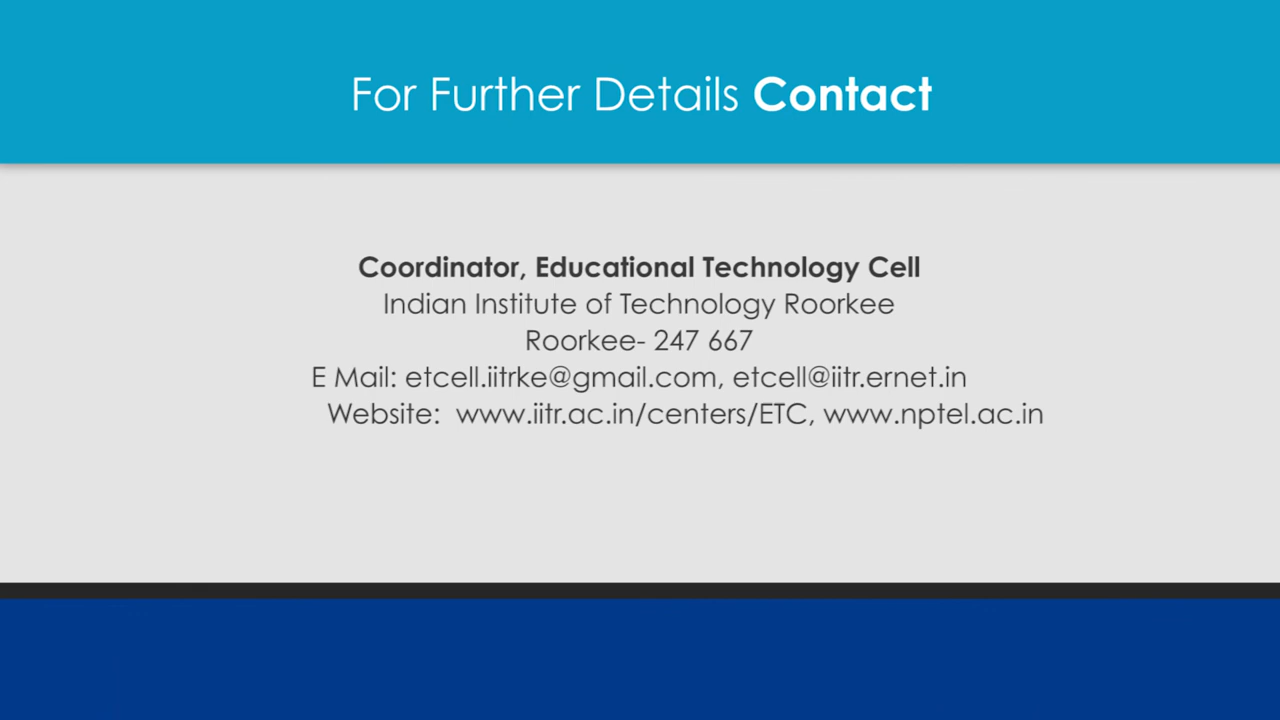 For Further Details Contact
Coordinator, Educational Technology Cell
Indian Institute of Technology Roorkee
Roorkee- 247 667
E Mail: etcell.iitrke@gmail.com, etcell@iitr.ernet.in
Website: www.iitr.ac.in/centers/ETC, www.nptel.ac.in